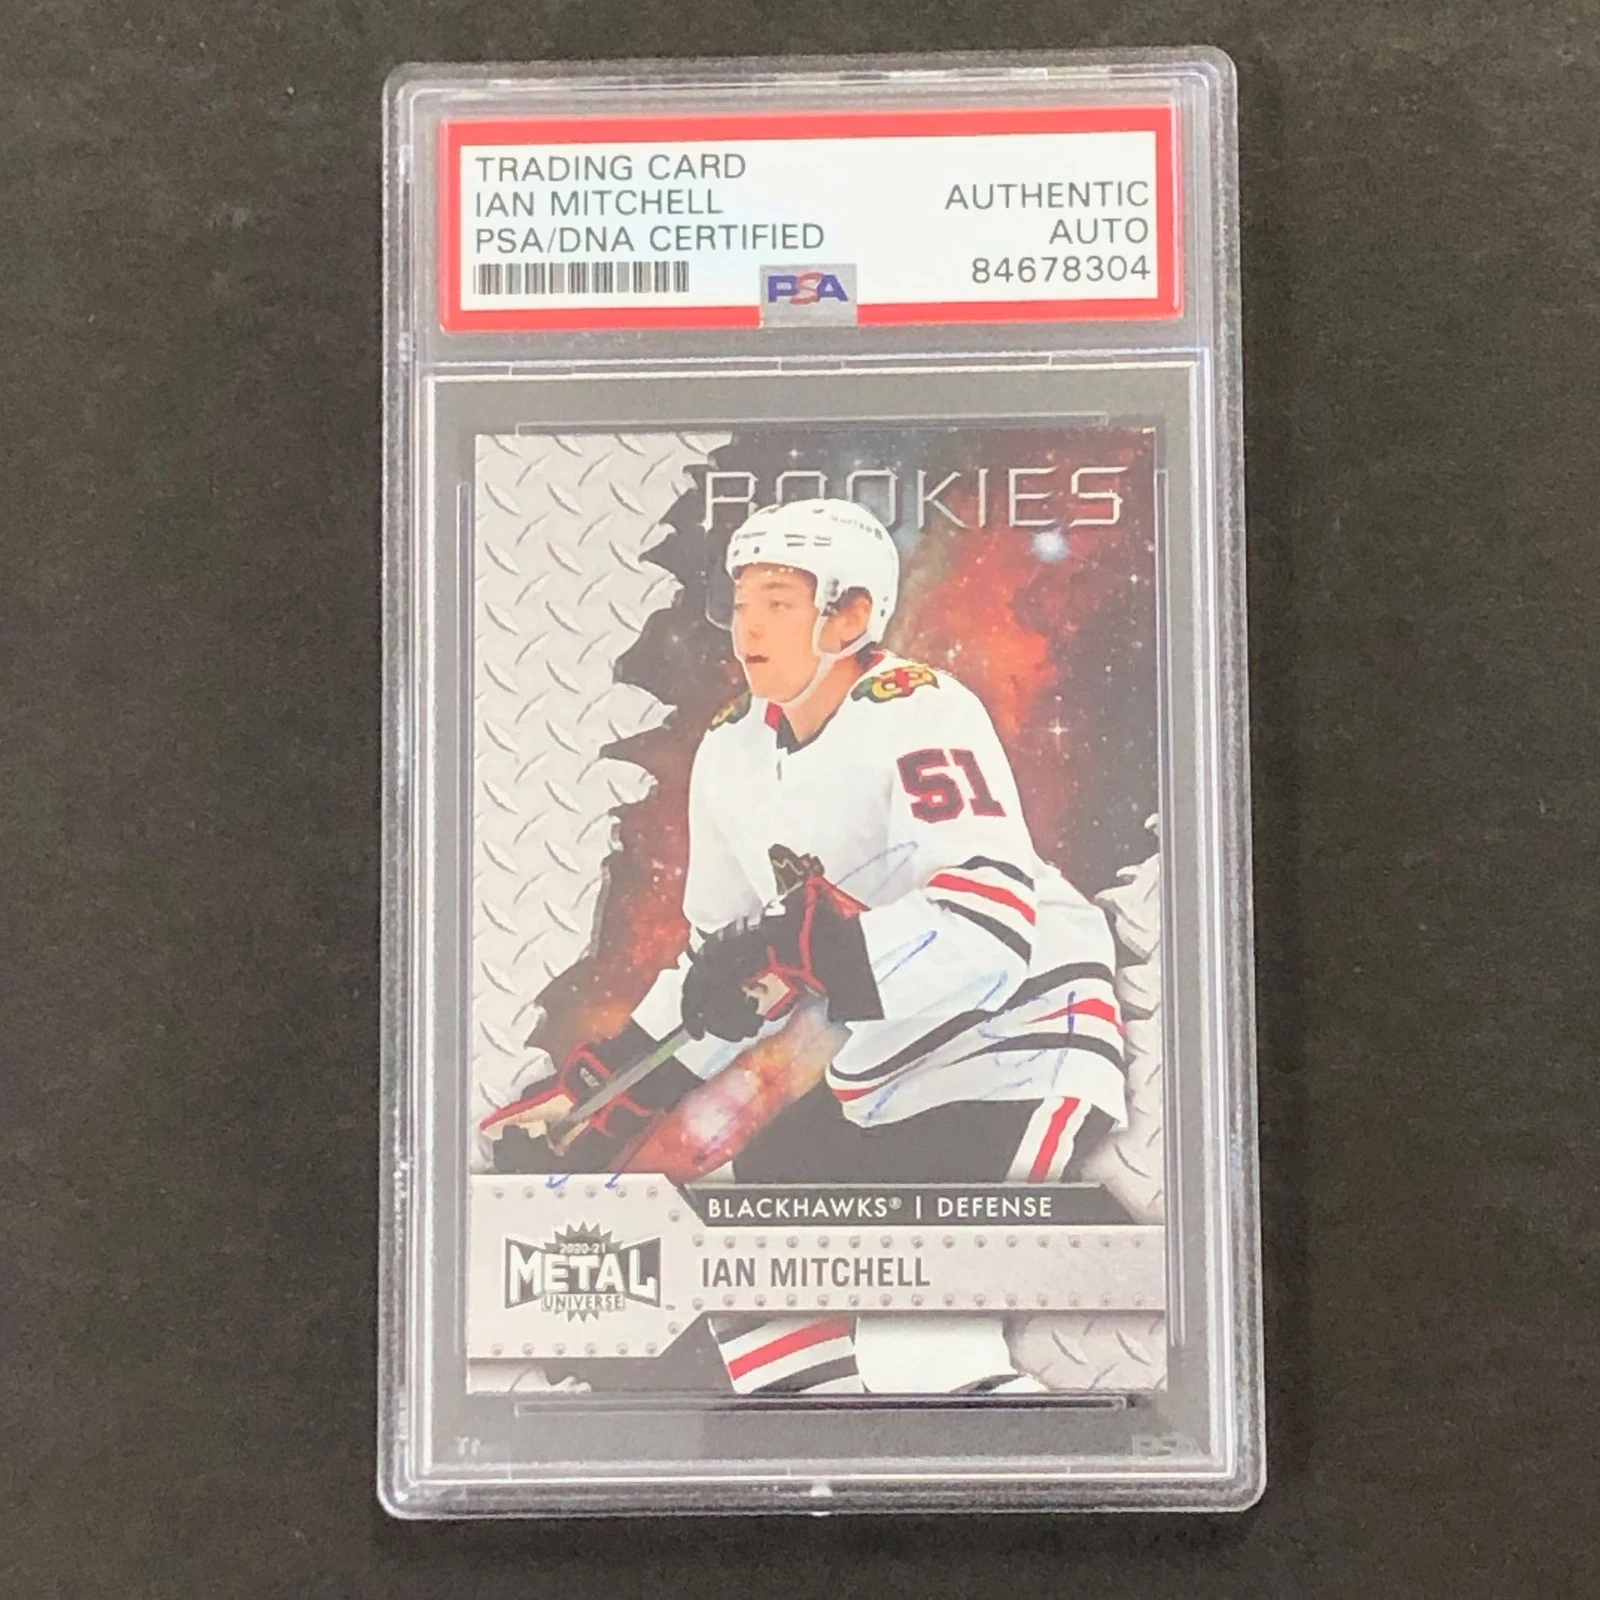 TRADING CARD
IAN MITCHELL
PSA/DNA CERTIFIED
AUTHENTIC
AUTO
84678304
PSA
ROOKIES
51
BLACKHAWKS® | DEFENSE
2020-21
METAL
UNIVERSE
IAN MITCHELL